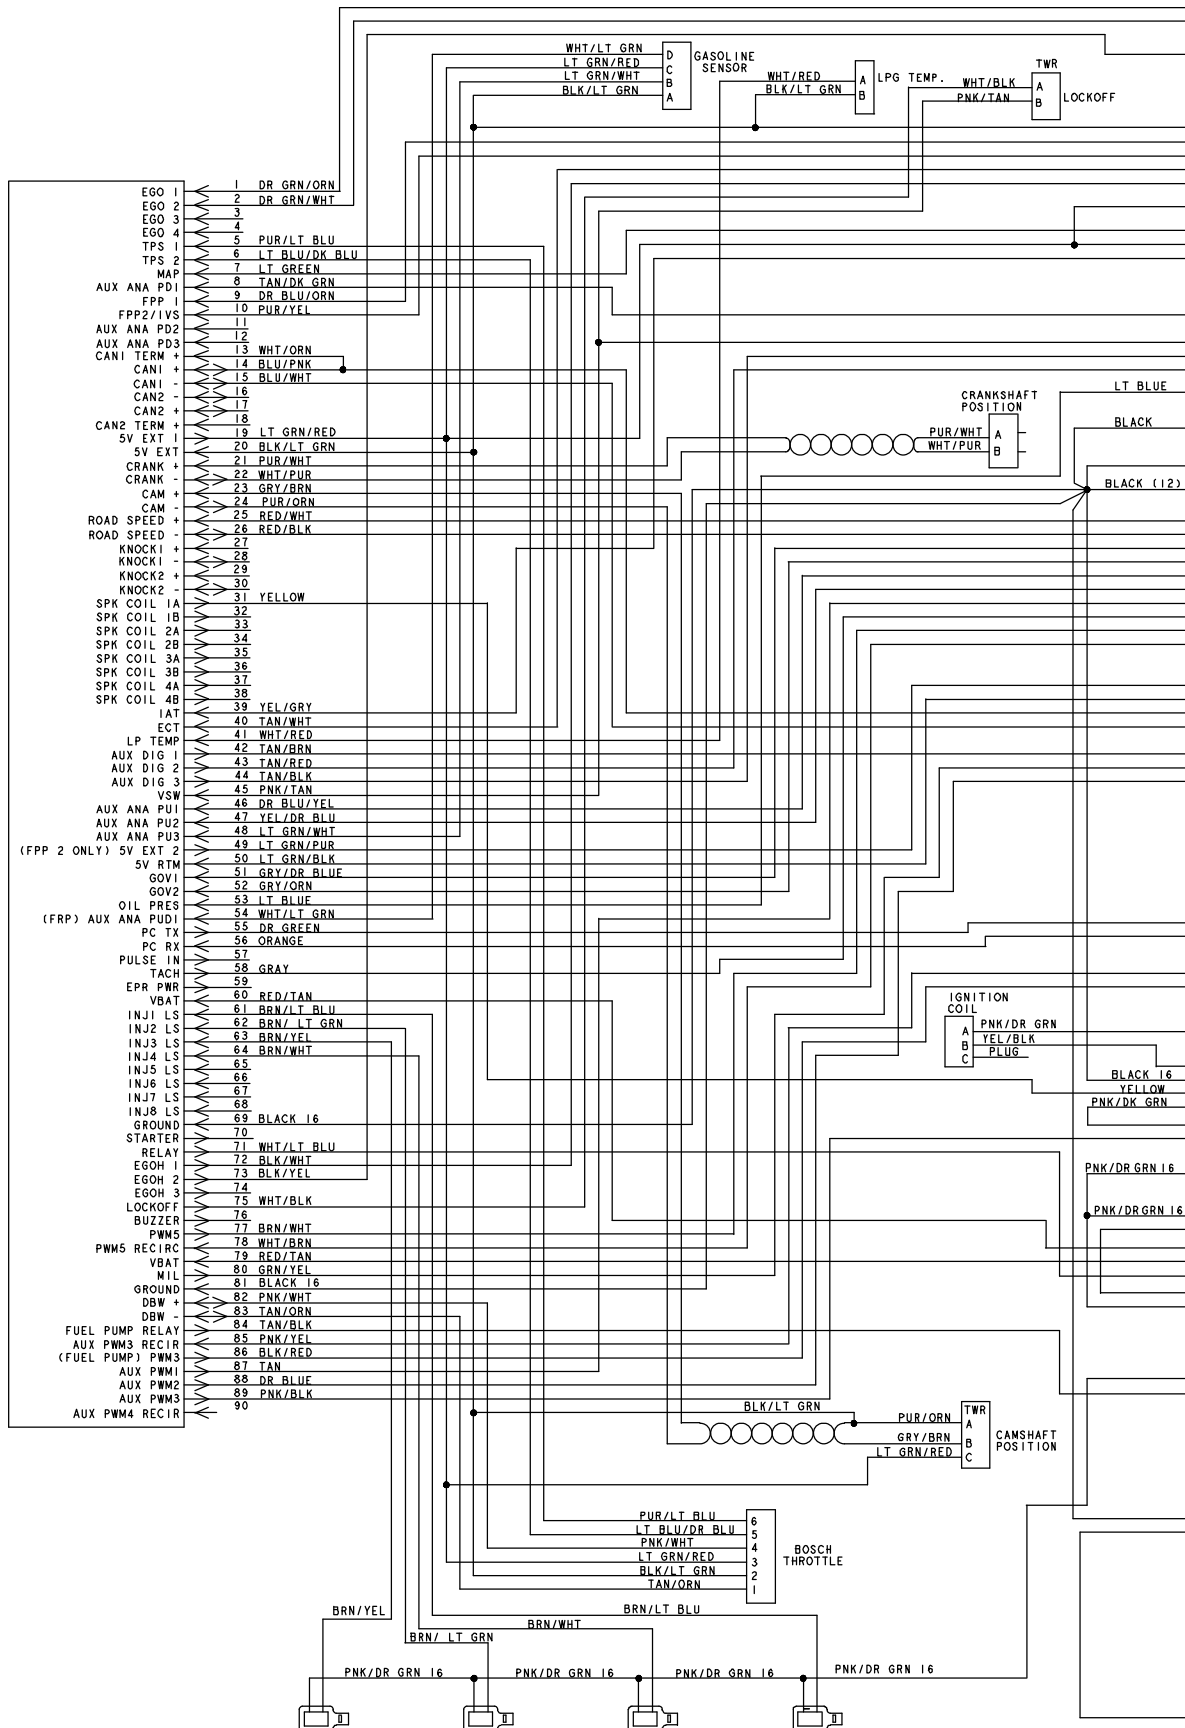 WHT/LT GRN D GASOLINE
LT GRN/RED C SENSOR
LT GRN/WHT B
BLK/LT GRN A
WHT/RED A LPG TEMP.
BLK/LT GRN B
TWR
WHT/BLK A
PNK/TAN B LOCKOFF
EGO 1 1 DR GRN/ORN
EGO 2 2 DR GRN/WHT
EGO 3 3
EGO 4 4
TPS 1 5 PUR/LT BLU
TPS 2 6 LT BLU/DK BLU
MAP 7 LT GREEN
AUX ANA PD1 8 TAN/DK GRN
FPP 1 9 DR BLU/ORN
FPP2/IVS 10 PUR/YEL
AUX ANA PD2 11
AUX ANA PD3 12
CAN1 TERM + 13 WHT/ORN
CAN1 + 14 BLU/PNK
CAN1 - 15 BLU/WHT
CAN2 - 16
CAN2 + 17
CAN2 TERM + 18
5V EXT 1 19 LT GRN/RED
5V EXT 20 BLK/LT GRN
CRANK + 21 PUR/WHT
CRANK - 22 WHT/PUR
CAM + 23 GRY/BRN
CAM - 24 PUR/ORN
ROAD SPEED + 25 RED/WHT
ROAD SPEED - 26 RED/BLK
KNOCK1 + 27
KNOCK1 - 28
KNOCK2 + 29
KNOCK2 - 30
SPK COIL 1A 31 YELLOW
SPK COIL 1B 32
SPK COIL 2A 33
SPK COIL 2B 34
SPK COIL 3A 35
SPK COIL 3B 36
SPK COIL 4A 37
SPK COIL 4B 38
IAT 39 YEL/GRY
ECT 40 TAN/WHT
LP TEMP 41 WHT/RED
AUX DIG 1 42 TAN/BRN
AUX DIG 2 43 TAN/RED
AUX DIG 3 44 TAN/BLK
VSW 45 PNK/TAN
AUX ANA PU1 46 DR BLU/YEL
AUX ANA PU2 47 YEL/DR BLU
AUX ANA PU3 48 LT GRN/WHT
(FPP 2 ONLY) 5V EXT 2 49 LT GRN/PUR
5V RTM 50 LT GRN/BLK
GOV1 51 GRY/DR BLUE
GOV2 52 GRY/ORN
OIL PRES 53 LT BLUE
(FRP) AUX ANA PUD1 54 WHT/LT GRN
PC TX 55 DR GREEN
PC RX 56 ORANGE
PULSE IN 57
TACH 58 GRAY
EPR PWR 59
VBAT 60 RED/TAN
INJ1 LS 61 BRN/LT BLU
INJ2 LS 62 BRN/ LT GRN
INJ3 LS 63 BRN/YEL
INJ4 LS 64 BRN/WHT
INJ5 LS 65
INJ6 LS 66
INJ7 LS 67
INJ8 LS 68
GROUND 69 BLACK 16
STARTER 70
RELAY 71 WHT/LT BLU
EGOH 1 72 BLK/WHT
EGOH 2 73 BLK/YEL
EGOH 3 74
LOCKOFF 75 WHT/BLK
BUZZER 76
PWM5 77 BRN/WHT
PWM5 RECIRC 78 WHT/BRN
VBAT 79 RED/TAN
MIL 80 GRN/YEL
GROUND 81 BLACK 16
DBW + 82 PNK/WHT
DBW - 83 TAN/ORN
FUEL PUMP RELAY 84 TAN/BLK
AUX PWM3 RECIR 85 PNK/YEL
(FUEL PUMP) PWM3 86 BLK/RED
AUX PWM1 87 TAN
AUX PWM2 88 DR BLUE
AUX PWM3 89 PNK/BLK
AUX PWM4 RECIR 90
LT BLUE
CRANKSHAFT
POSITION
BLACK
PUR/WHT A
WHT/PUR B
BLACK (12)
IGNITION
COIL
A PNK/DR GRN
B YEL/BLK
C PLUG
BLACK 16
YELLOW
PNK/DK GRN
PNK/DR GRN 16
PNK/DR GRN 16
BLK/LT GRN
TWR
PUR/ORN A
GRY/BRN B
LT GRN/RED C
CAMSHAFT
POSITION
PUR/LT BLU 6
LT BLU/DR BLU 5
PNK/WHT 4
LT GRN/RED 3
BLK/LT GRN 2
TAN/ORN 1
BOSCH
THROTTLE
BRN/YEL
BRN/LT BLU
BRN/WHT
BRN/ LT GRN
PNK/DR GRN 16 PNK/DR GRN 16 PNK/DR GRN 16 PNK/DR GRN 16